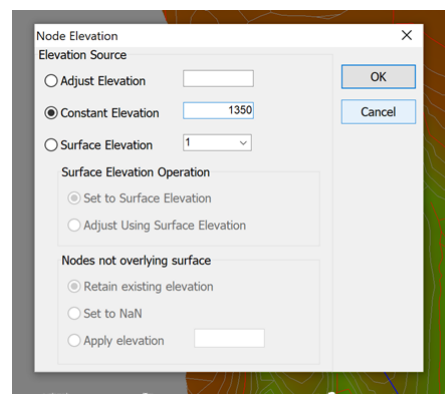 Node Elevation
Elevation Source
Adjust Elevation
OK
Constant Elevation 1350
Cancel
Surface Elevation 1
Surface Elevation Operation
Set to Surface Elevation
Adjust Using Surface Elevation
Nodes not overlying surface
Retain existing elevation
Set to NaN
Apply elevation